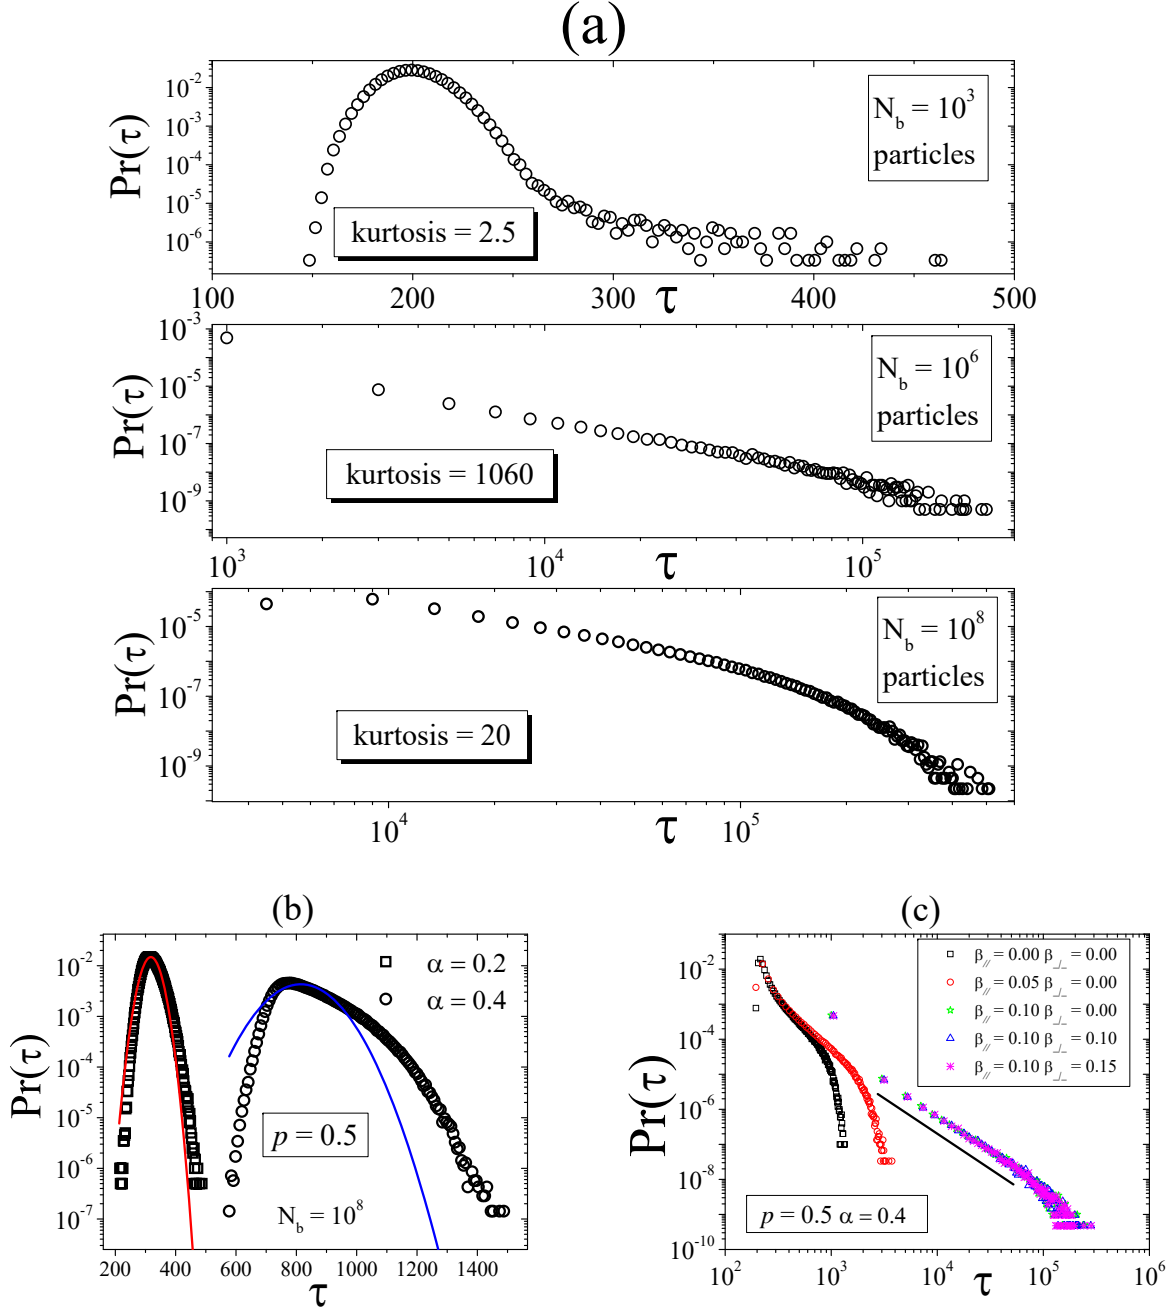 (a)
Pr(τ)
10^-2
10^-3
10^-4
10^-5
10^-6
N_b = 10^3
particles
kurtosis = 2.5
100 200 300 400 500
τ
Pr(τ)
10^-3
10^-5
10^-7
10^-9
N_b = 10^6
particles
kurtosis = 1060
10^3 10^4 10^5
τ
Pr(τ)
10^-5
10^-7
10^-9
N_b = 10^8
particles
kurtosis = 20
10^4 10^5
τ
(b)
Pr(τ)
10^-2
10^-3
10^-4
10^-5
10^-6
10^-7
α = 0.2
α = 0.4
p = 0.5
N_b = 10^8
200 400 600 800 1000 1200 1400
τ
(c)
Pr(τ)
10^-2
10^-4
10^-6
10^-8
10^-10
β_// = 0.00 β_⊥ = 0.00
β_// = 0.05 β_⊥ = 0.00
β_// = 0.10 β_⊥ = 0.00
β_// = 0.10 β_⊥ = 0.10
β_// = 0.10 β_⊥ = 0.15
p = 0.5 α = 0.4
10^2 10^3 10^4 10^5 10^6
τ